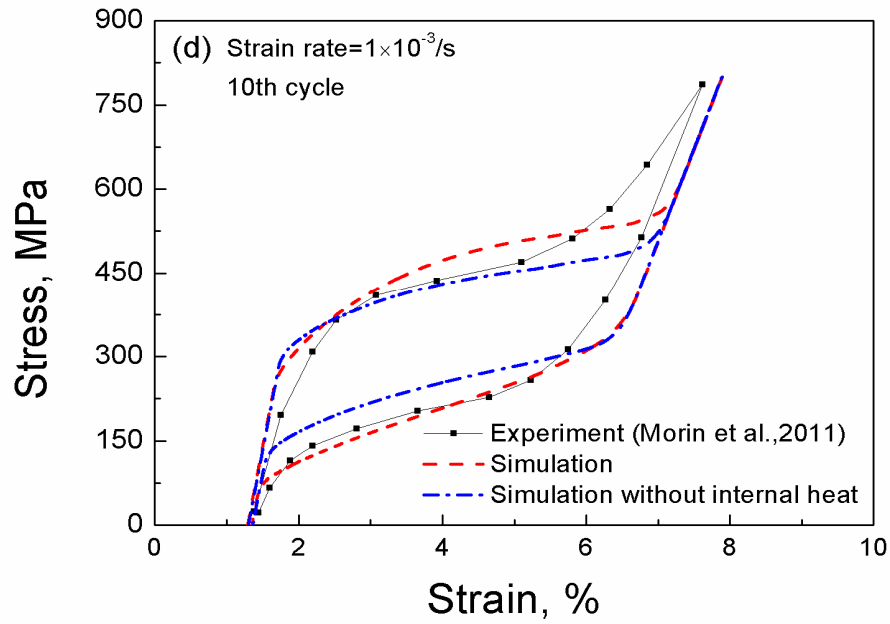 900
750
600
450
300
150
0
Stress, MPa
(d) Strain rate=1×10⁻³/s
10th cycle
Experiment (Morin et al.,2011)
Simulation
Simulation without internal heat
0 2 4 6 8 10
Strain, %